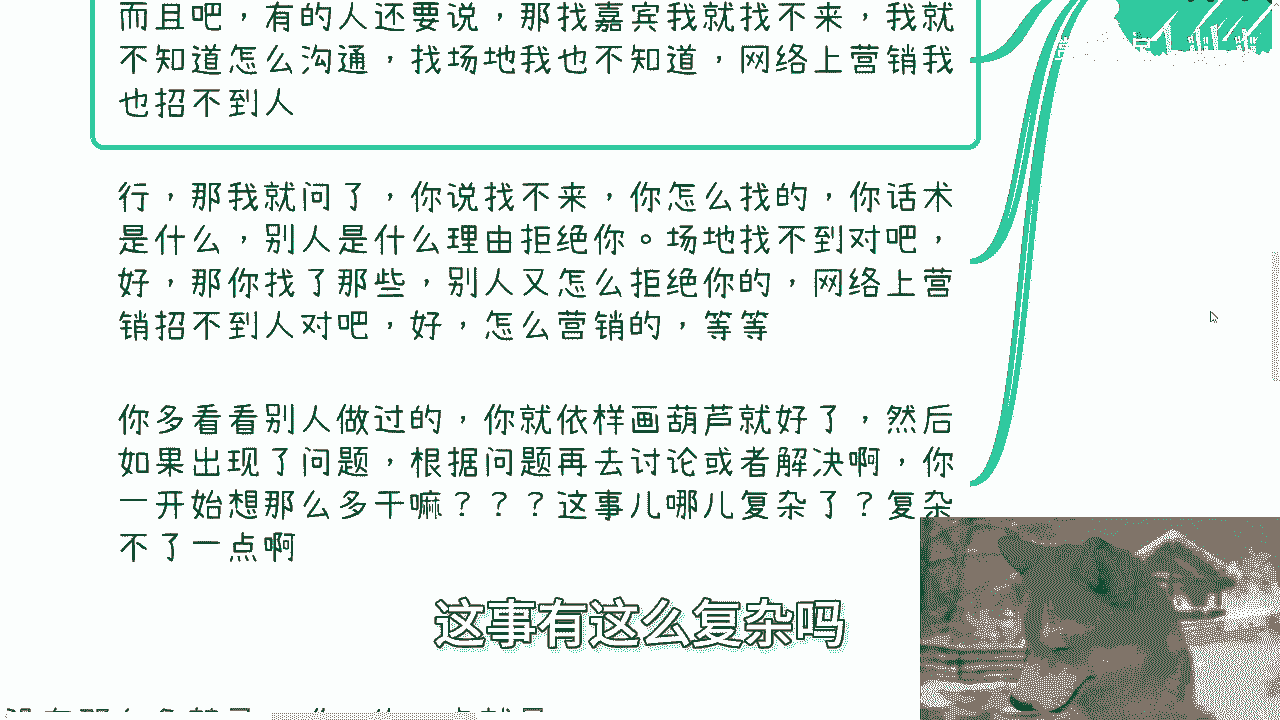 而且吧，有的人还要说，那找嘉宾我就找不来，我就
不知道怎么沟通，找场地我也不知道，网络上营销我
也招不到人
行，那我就问了，你说找不来，你怎么找的，你话术
是什么，别人是什么理由拒绝你。场地找不到对吧，
好，那你找了那些，别人又怎么拒绝你的，网络上营
销招不到人对吧，好，怎么营销的，等等
你多看看别人做过的，你就依样画葫芦就好了，然后
如果出现了问题，根据问题再去讨论或者解决啊，你
一开始想那么多干嘛？？？这事儿哪儿复杂了？复杂
不了一点啊
这事有这么复杂吗